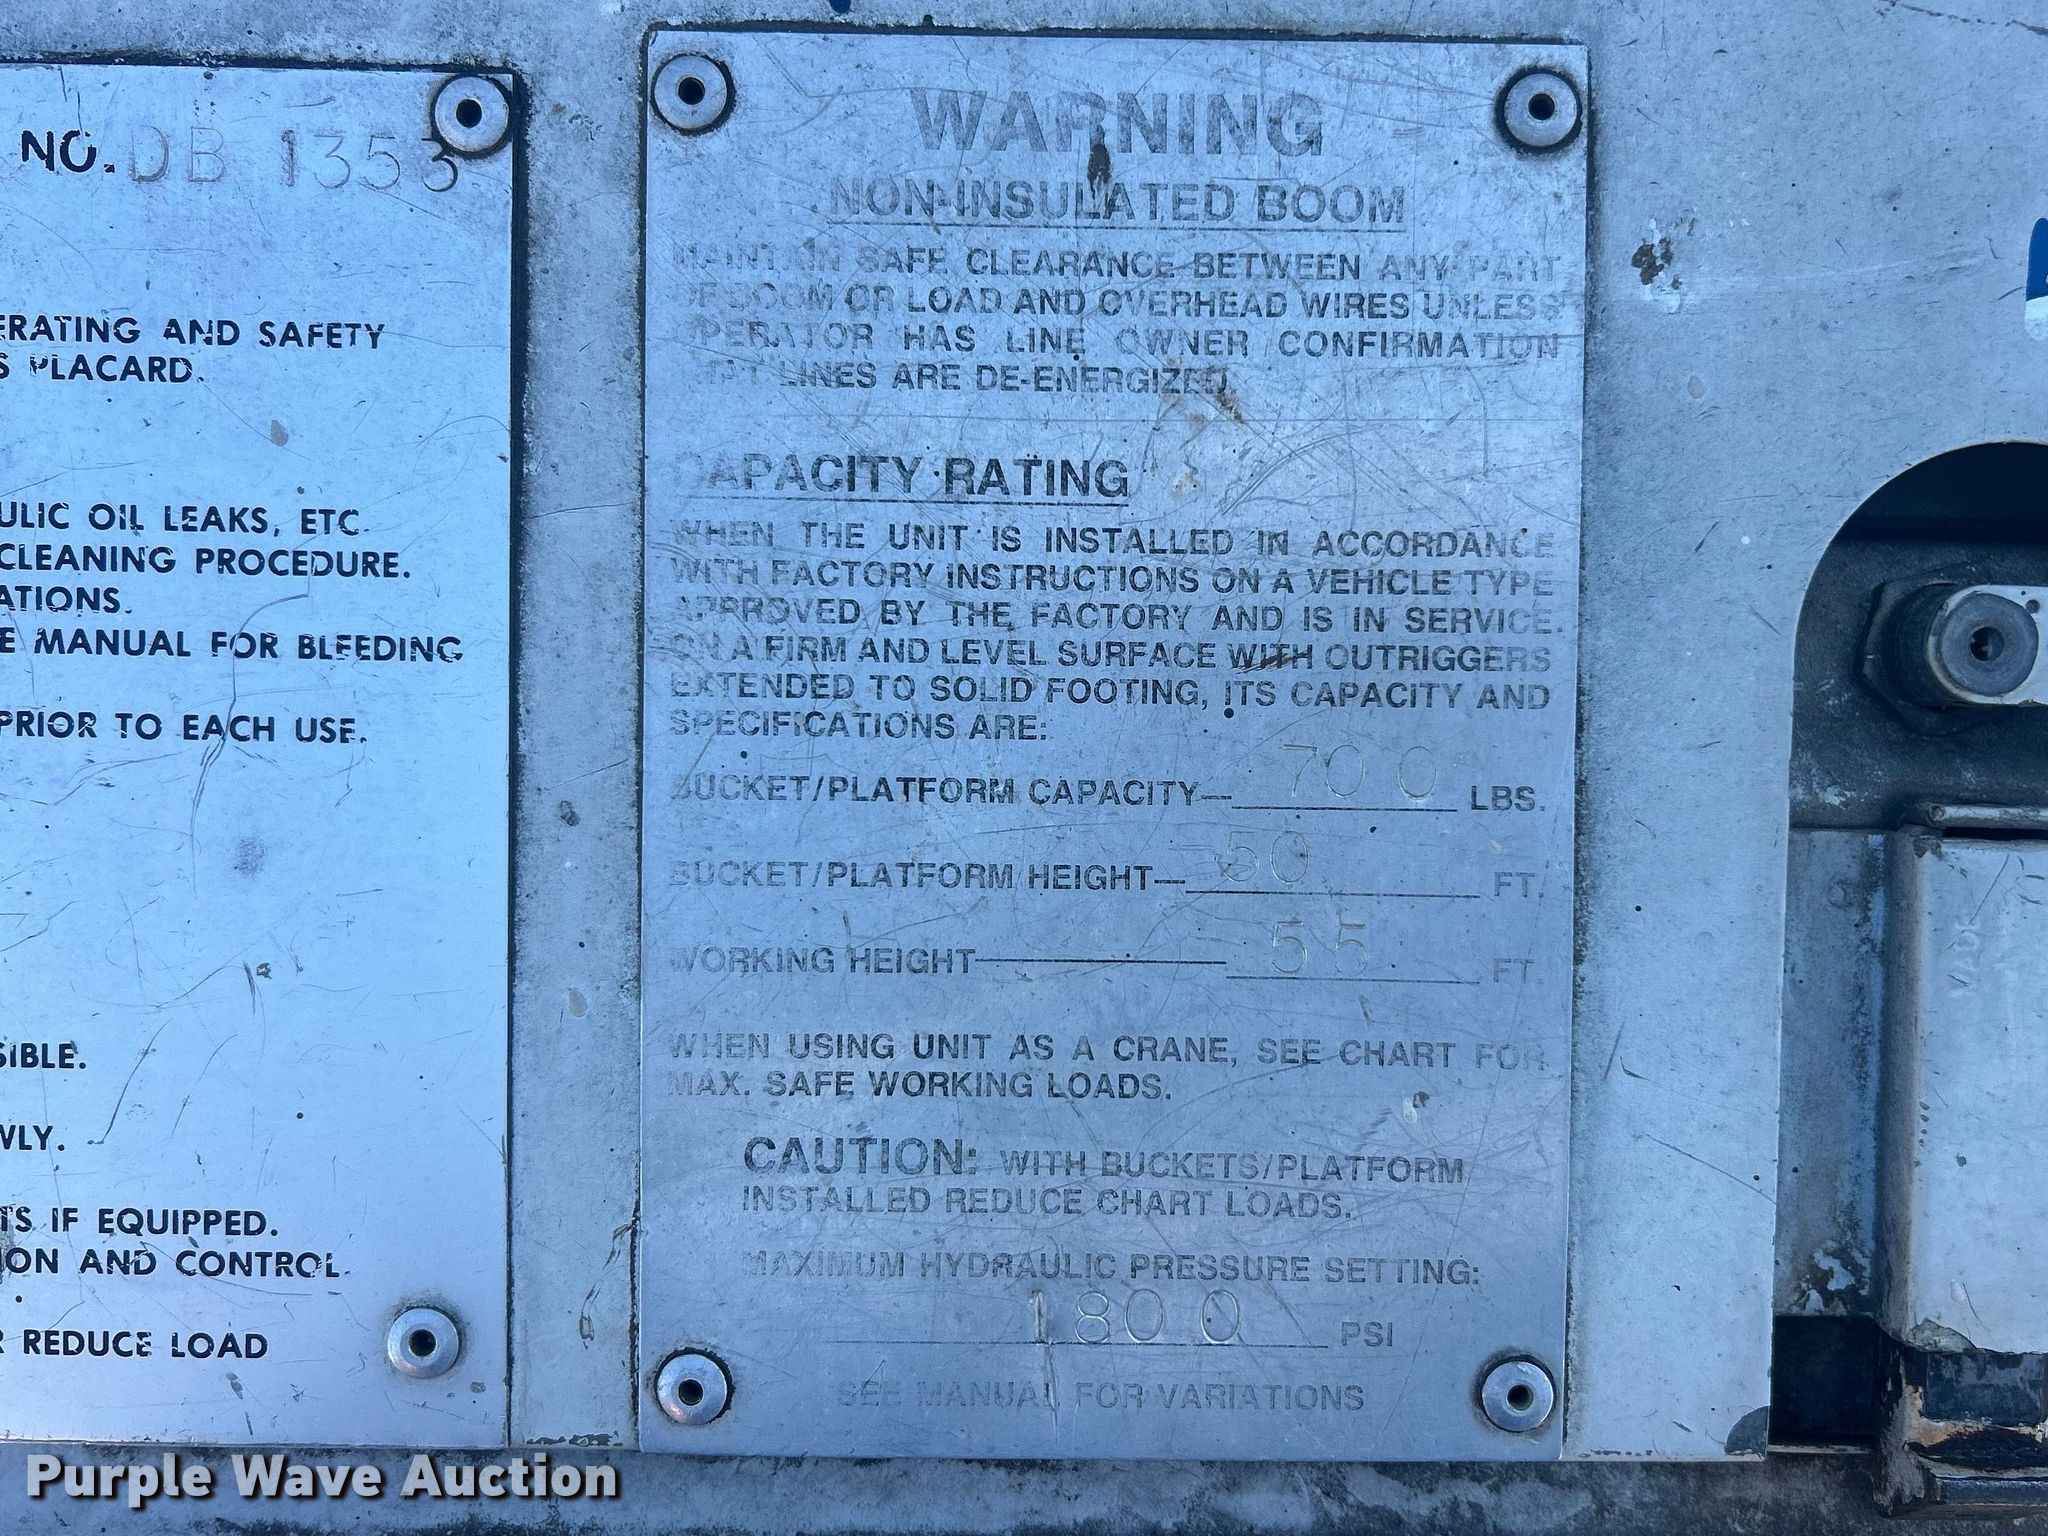 NO. DB 1353
ERATING AND SAFETY
S PLACARD.
ULIC OIL LEAKS, ETC.
CLEANING PROCEDURE.
ATIONS.
E MANUAL FOR BLEEDING
PRIOR TO EACH USE.
SIBLE.
WLY.
TS IF EQUIPPED.
ION AND CONTROL
R REDUCE LOAD
WARNING
NON-INSULATED BOOM
MAINTAIN SAFE CLEARANCE BETWEEN ANY PART
OF BOOM OR LOAD AND OVERHEAD WIRES UNLESS
OPERATOR HAS LINE OWNER CONFIRMATION
THAT LINES ARE DE-ENERGIZED.
CAPACITY RATING
WHEN THE UNIT IS INSTALLED IN ACCORDANCE
WITH FACTORY INSTRUCTIONS ON A VEHICLE TYPE
APPROVED BY THE FACTORY AND IS IN SERVICE.
ON A FIRM AND LEVEL SURFACE WITH OUTRIGGERS
EXTENDED TO SOLID FOOTING, ITS CAPACITY AND
SPECIFICATIONS ARE:
BUCKET/PLATFORM CAPACITY— 700 LBS.
BUCKET/PLATFORM HEIGHT— 50 FT.
WORKING HEIGHT— 55 FT.
WHEN USING UNIT AS A CRANE, SEE CHART FOR
MAX. SAFE WORKING LOADS.
CAUTION: WITH BUCKETS/PLATFORM
INSTALLED REDUCE CHART LOADS.
MAXIMUM HYDRAULIC PRESSURE SETTING:
1800 PSI
SEE MANUAL FOR VARIATIONS
Purple Wave Auction